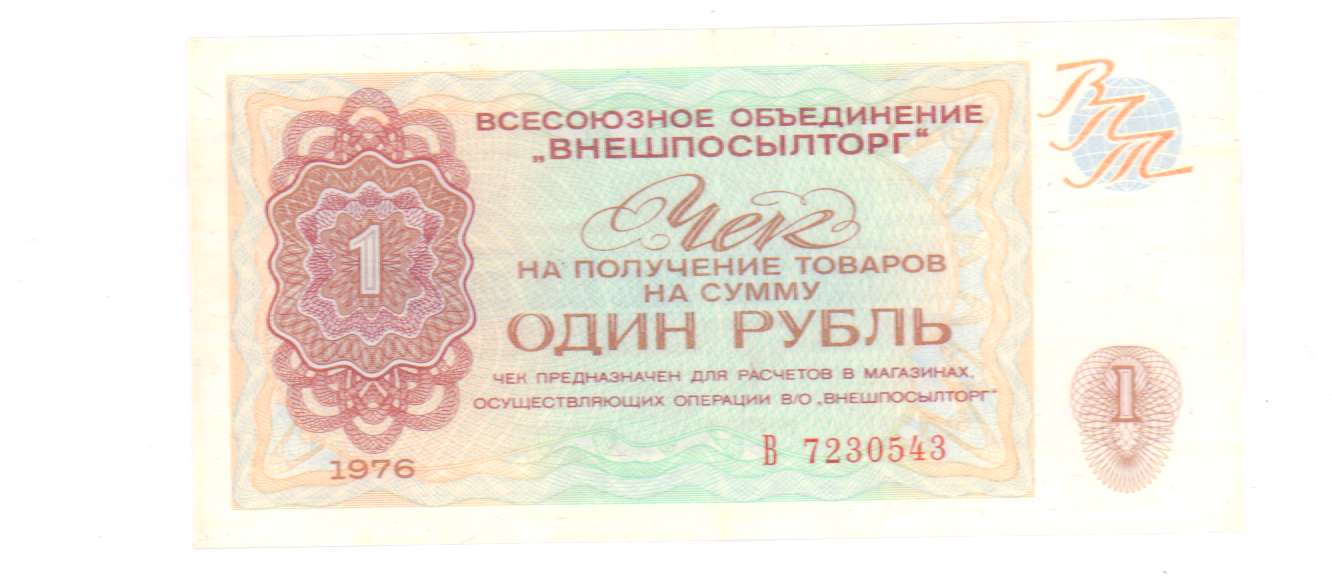 ВСЕСОЮЗНОЕ ОБЪЕДИНЕНИЕ
„ВНЕШПОСЫЛТОРГ“
ВПТ
Чек
НА ПОЛУЧЕНИЕ ТОВАРОВ
НА СУММУ
ОДИН РУБЛЬ
1
ЧЕК ПРЕДНАЗНАЧЕН ДЛЯ РАСЧЕТОВ В МАГАЗИНАХ,
ОСУЩЕСТВЛЯЮЩИХ ОПЕРАЦИИ В/О „ВНЕШПОСЫЛТОРГ“
1
В 7230543
1976